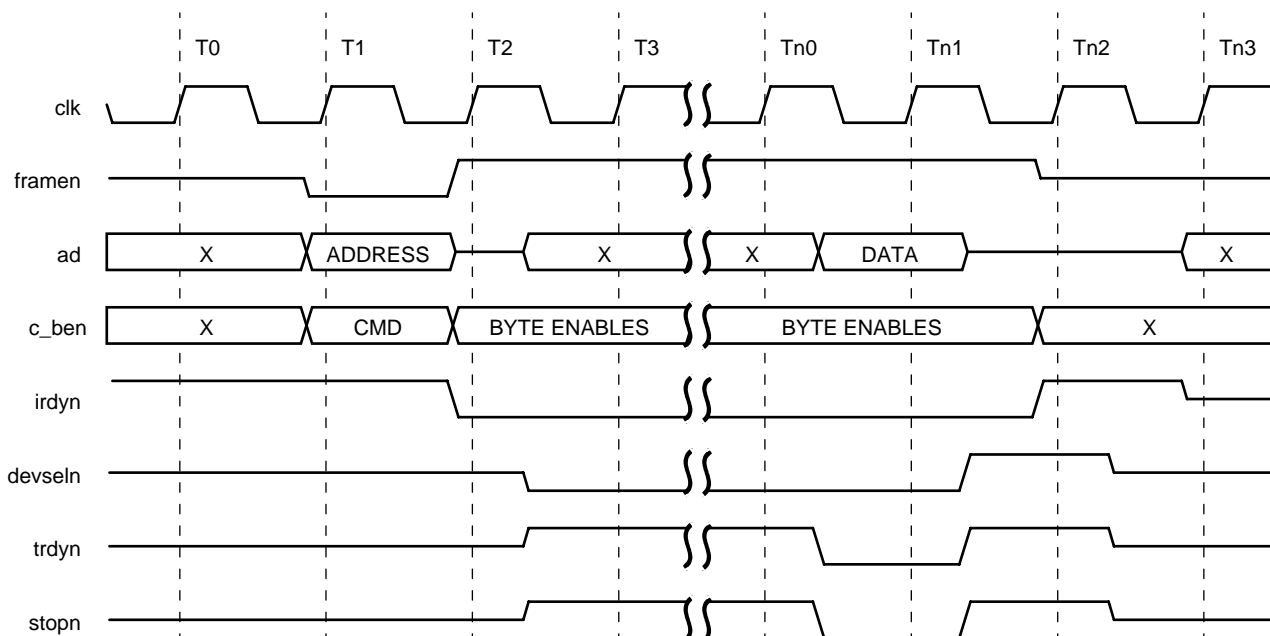 T0 T1 T2 T3 Tn0 Tn1 Tn2 Tn3
clk
framen
ad X ADDRESS X X DATA X
c_ben X CMD BYTE ENABLES BYTE ENABLES X
irdyn
devseln
trdyn
stopn